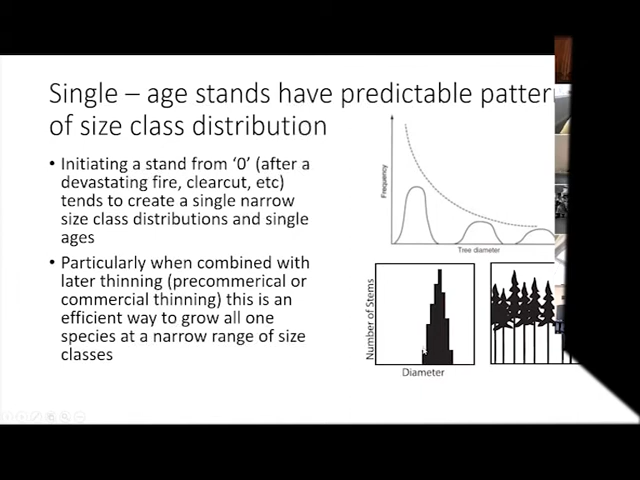 Single – age stands have predictable patter
of size class distribution
• Initiating a stand from ‘0’ (after a
devastating fire, clearcut, etc)
tends to create a single narrow
size class distributions and single
ages
• Particularly when combined with
later thinning (precommerical or
commercial thinning) this is an
efficient way to grow all one
species at a narrow range of size
classes
Frequency
Tree diameter
Number of Stems
Diameter